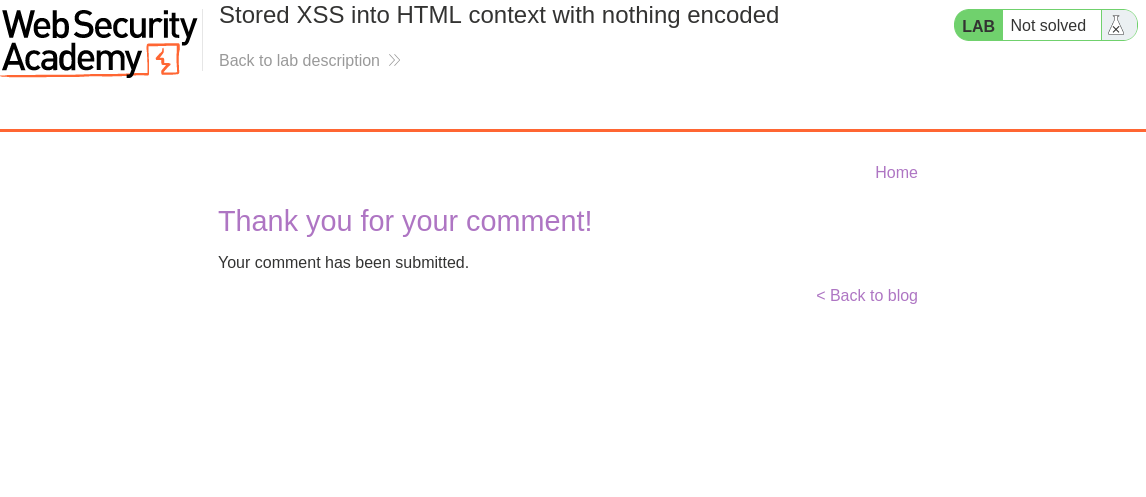 Web Security
Academy
Stored XSS into HTML context with nothing encoded
Back to lab description
LAB Not solved
Home
Thank you for your comment!
Your comment has been submitted.
< Back to blog